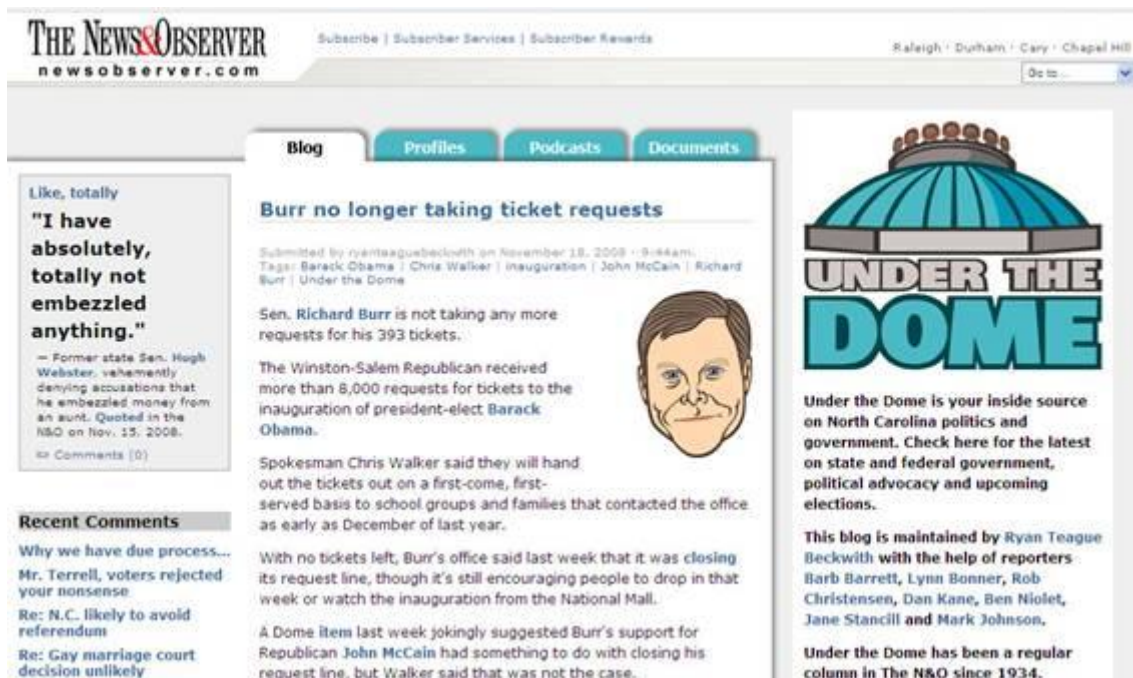 THE NEWS&OBSERVER
newsobserver.com
Subscribe | Subscriber Services | Subscriber Rewards
Raleigh · Durham · Cary · Chapel Hill
Go to ...
Blog
Profiles
Podcasts
Documents
Like, totally
"I have
absolutely,
totally not
embezzled
anything."
— Former state Sen. Hugh
Webster, vehemently
denying accusations that
he embezzled money from
an aunt. Quoted in the
N&O on Nov. 15, 2008.
Comments (0)
Recent Comments
Why we have due process...
Mr. Terrell, voters rejected
your nonsense
Re: N.C. likely to avoid
referendum
Re: Gay marriage court
decision unlikely
Burr no longer taking ticket requests
Submitted by ryanteaguebeckwith on November 18, 2008 - 9:44am.
Tags: Barack Obama | Chris Walker | inauguration | John McCain | Richard
Burr | Under the Dome
Sen. Richard Burr is not taking any more
requests for his 393 tickets.
The Winston-Salem Republican received
more than 8,000 requests for tickets to the
inauguration of president-elect Barack
Obama.
Spokesman Chris Walker said they will hand
out the tickets out on a first-come, first-
served basis to school groups and families that contacted the office
as early as December of last year.
With no tickets left, Burr's office said last week that it was closing
its request line, though it's still encouraging people to drop in that
week or watch the inauguration from the National Mall.
A Dome item last week jokingly suggested Burr's support for
Republican John McCain had something to do with closing his
request line, but Walker said that was not the case.
UNDER THE
DOME
Under the Dome is your inside source
on North Carolina politics and
government. Check here for the latest
on state and federal government,
political advocacy and upcoming
elections.
This blog is maintained by Ryan Teague
Beckwith with the help of reporters
Barb Barrett, Lynn Bonner, Rob
Christensen, Dan Kane, Ben Niolet,
Jane Stancill and Mark Johnson.
Under the Dome has been a regular
column in The N&O since 1934.